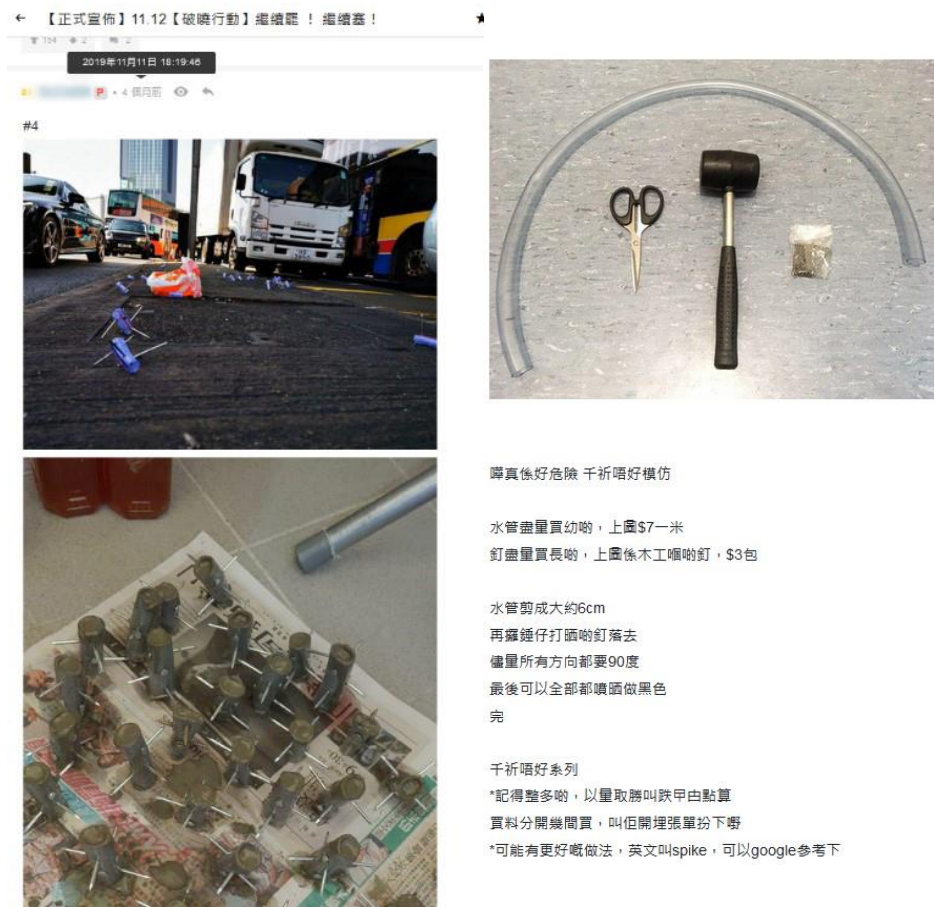 【正式宣佈】11.12【破曉行動】繼續罷 ！ 繼續塞！
2019年11月11日 18:19:46
P • 4 個月前
#4
嘩真係好危險 千祈唔好模仿
水管盡量買幼啲，上圖$7一米
釘盡量買長啲，上圖係木工嗰啲釘，$3包
水管剪成大約6cm
再攞錘仔打晒啲釘落去
儘量所有方向都要90度
最後可以全部都噴晒做黑色
完
千祈唔好系列
*記得整多啲，以量取勝叫跌曱甴點算
買料分開幾間買，叫佢開埋張單扮下嘢
*可能有更好嘅做法，英文叫spike，可以google參考下